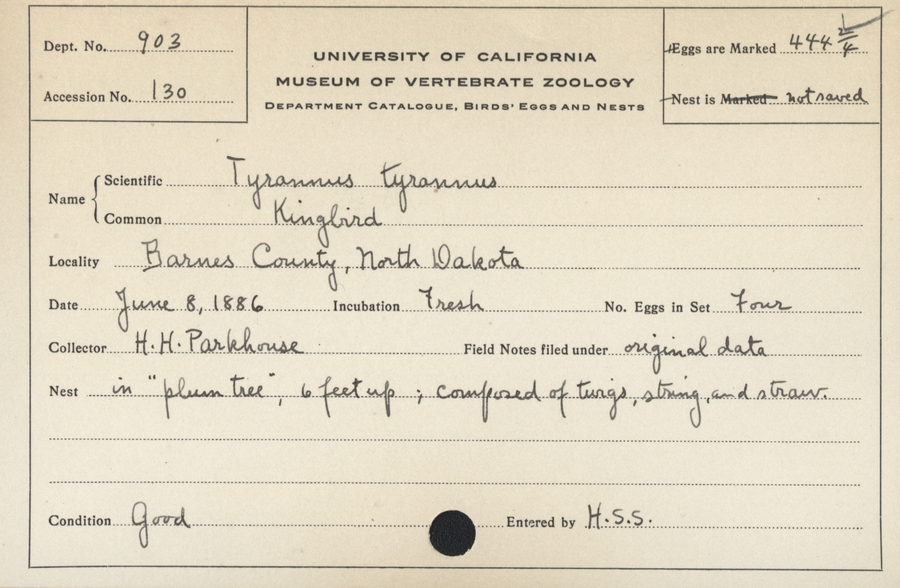 Dept. No. 903
Accession No. 130
UNIVERSITY OF CALIFORNIA
MUSEUM OF VERTEBRATE ZOOLOGY
DEPARTMENT CATALOGUE, BIRDS' EGGS AND NESTS
Eggs are Marked 444 2/4
Nest is Marked not saved
Name
Scientific Tyrannus tyrannus
Common Kingbird
Locality Barnes County, North Dakota
Date June 8, 1886 Incubation Fresh No. Eggs in Set Four
Collector H.H. Parkhouse Field Notes filed under original data
Nest in "plum tree", 6 feet up; composed of twigs, string, and straw.
Condition Good Entered by H.S.S.